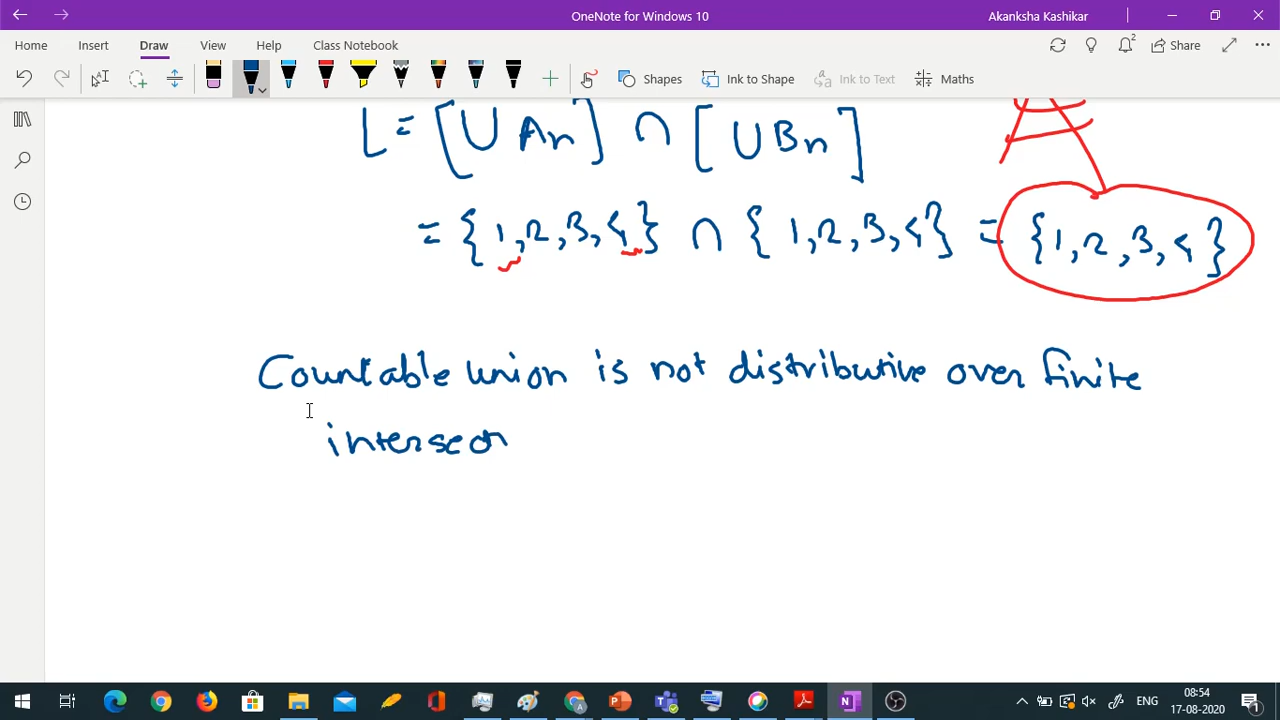 OneNote for Windows 10
Akanksha Kashikar
Home Insert Draw View Help Class Notebook
Share
Shapes Ink to Shape Ink to Text Maths
L = [∪ An] ∩ [∪ Bn]
= {1,2,3,4} ∩ {1,2,3,4} = {1,2,3,4}
Countable union is not distributive over finite
intersecn
ENG
08:54
17-08-2020